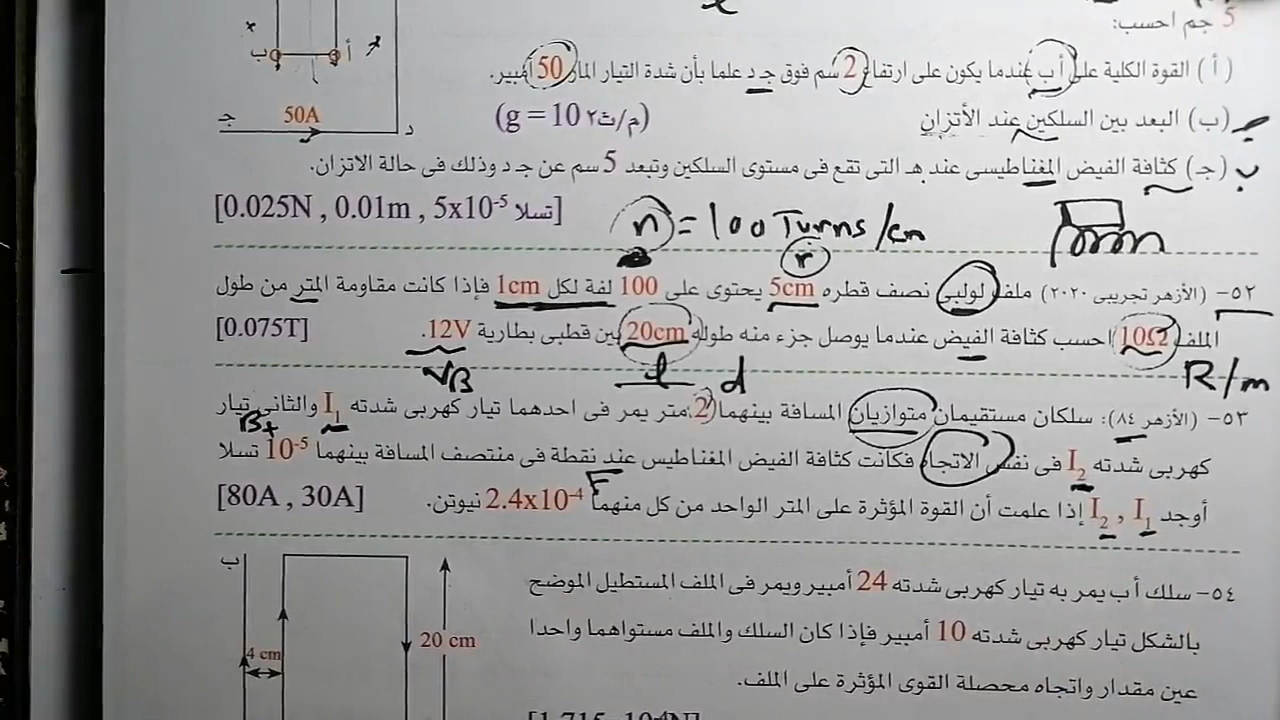 5 جم احسب:
(أ) القوة الكلية على أ ب عندما يكون على ارتفاع 2 سم فوق جـ د علما بأن شدة التيار المار 50 أمبير.
ب أ
50A
جـ د
(ب) البعد بين السلكين عند الأتزان (g = 10 م/ث٢)
(جـ) كثافة الفيض المغناطيسى عند هـ التى تقع فى مستوى السلكين وتبعد 5 سم عن جـ د وذلك فى حالة الاتزان.
[0.025N , 0.01m , 5x10⁻⁵ تسلا]
n = 100 Turns/cm
r
٥٢- (الأزهر تجريبى ٢٠٢٠) ملف لولبى نصف قطره 5cm يحتوى على 100 لفة لكل 1cm فإذا كانت مقاومة المتر من طول
الملف 10Ω احسب كثافة الفيض عندما يوصل جزء منه طوله 20cm بين قطبى بطارية 12V.
[0.075T]
R/m
VB
l d
٥٣- (الأزهر ٨٤): سلكان مستقيمان متوازيان المسافة بينهما 2 متر يمر فى احدهما تيار كهربى شدته I₁ والثانى تيار
كهربى شدته I₂ فى نفس الاتجاه فكانت كثافة الفيض المغناطيس عند نقطة فى منتصف المسافة بينهما 10⁻⁵ تسلا
Bt
F
أوجد I₁ , I₂ إذا علمت أن القوة المؤثرة على المتر الواحد من كل منهما 2.4x10⁻⁴ نيوتن.
[80A , 30A]
٥٤- سلك أ ب يمر به تيار كهربى شدته 24 أمبير ويمر فى الملف المستطيل الموضح
بالشكل تيار كهربى شدته 10 أمبير فإذا كان السلك والملف مستواهما واحدا
عين مقدار واتجاه محصلة القوى المؤثرة على الملف.
ب
4 cm
20 cm